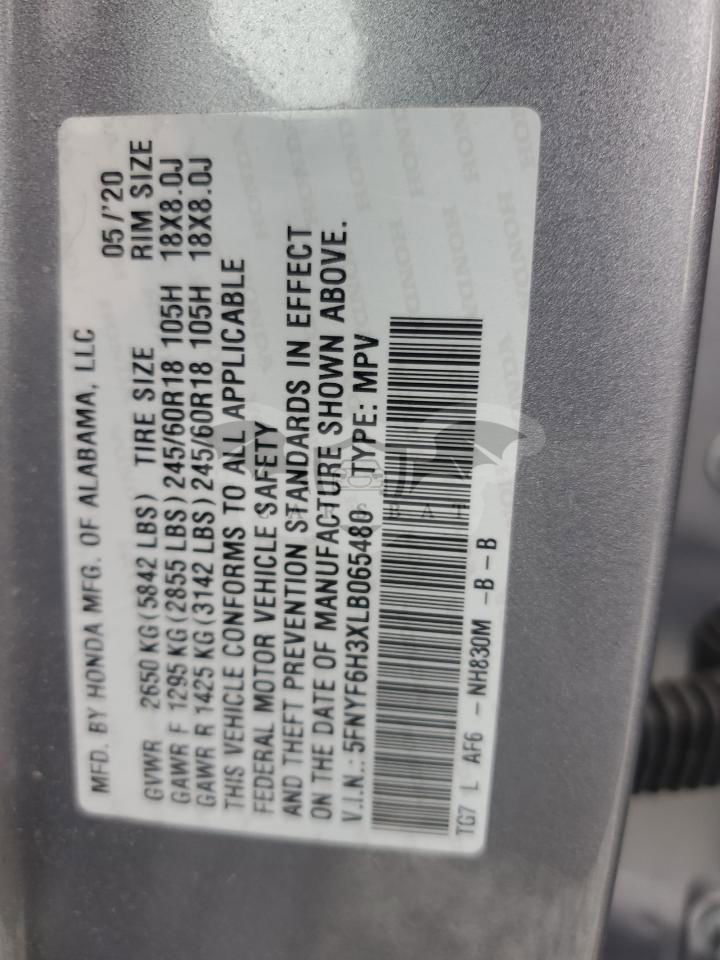 MFD. BY HONDA MFG. OF ALABAMA, LLC 05/'20
GVWR 2650 KG(5842 LBS) TIRE SIZE RIM SIZE
GAWR F 1295 KG(2855 LBS)245/60R18 105H 18X8.0J
GAWR R 1425 KG(3142 LBS)245/60R18 105H 18X8.0J
THIS VEHICLE CONFORMS TO ALL APPLICABLE
FEDERAL MOTOR VEHICLE SAFETY
AND THEFT PREVENTION STANDARDS IN EFFECT
ON THE DATE OF MANUFACTURE SHOWN ABOVE.
V.I.N.: 5FNYF6H3XLB065480 TYPE: MPV
TG7 L AF6 -NH830M -B-B
HONDA